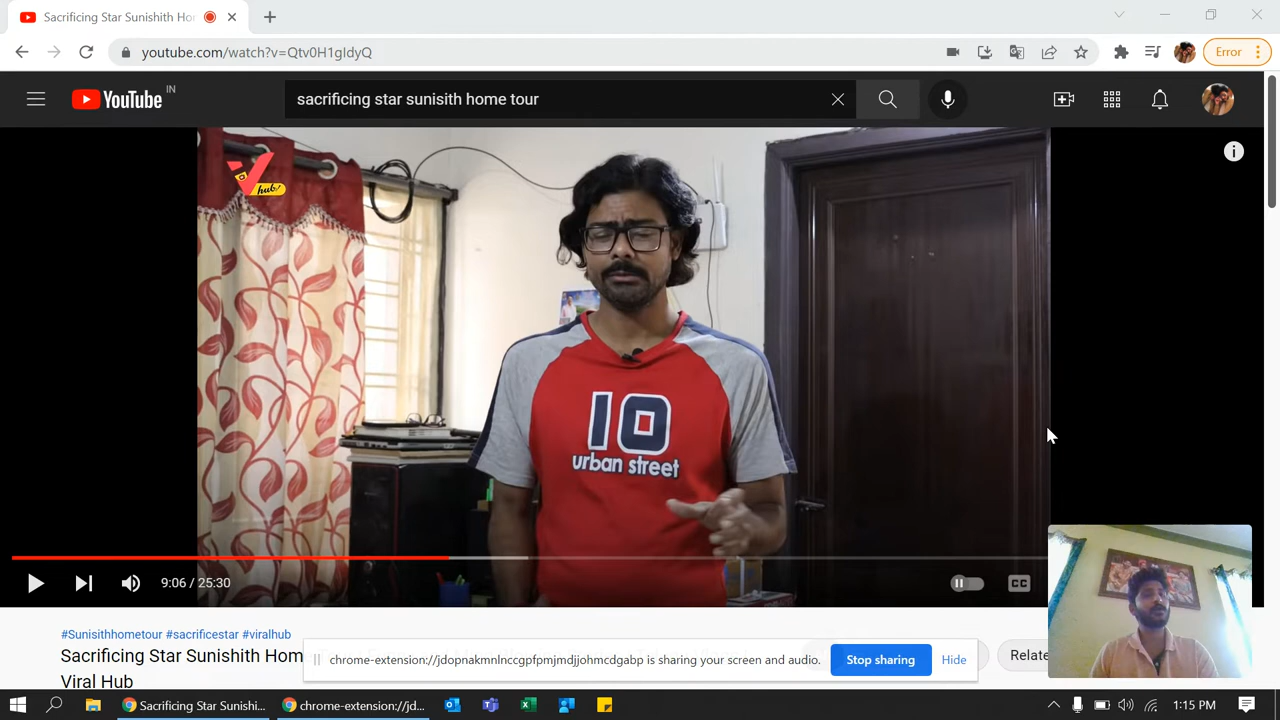 Sacrificing Star Sunishith Ho
youtube.com/watch?v=Qtv0H1gIdyQ
Error
YouTube
IN
sacrificing star sunisith home tour
hub!
10
urban street
9:06 / 25:30
CC
#Sunisithhometour #sacrificestar #viralhub
Sacrificing Star Sunishith Hom
Viral Hub
chrome-extension://jdopnakmnlnccgpfpmjmdjjohmcdgabp is sharing your screen and audio.
Stop sharing
Hide
Relate
Sacrificing Star Sunishi...
chrome-extension://jd...
1:15 PM